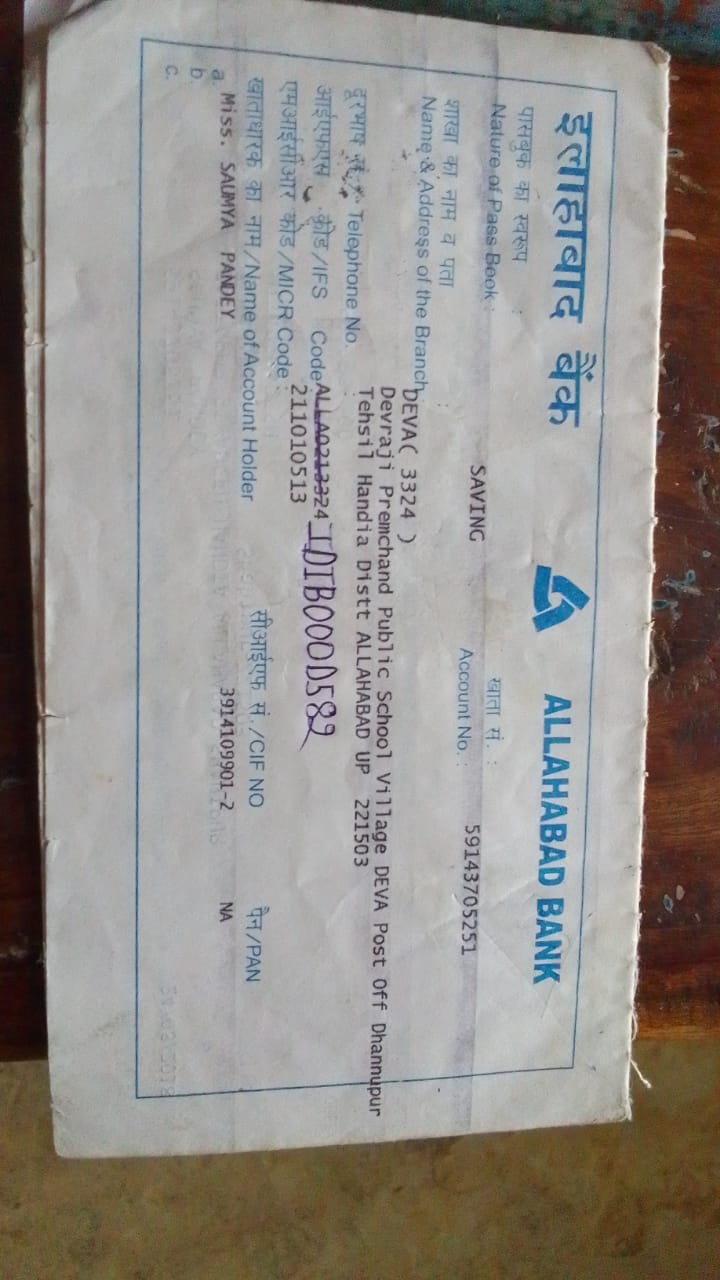 इलाहाबाद बैंक ALLAHABAD BANK
पासबुक का स्वरूप :
Nature of Pass Book : SAVING
खाता सं. :
Account No. : 59143705251
शाखा का नाम व पता :
Name & Address of the Branch
DEVA( 3324 )
Devraji Premchand Public School Village DEVA Post Off Dhannupur
Tehsil Handia Distt ALLAHABAD UP 221503
दूरभाष सं. Telephone No. :
आईएफएस कोड/IFS Code ALLA0213324 IDIB000D582
एमआईसीआर कोड/MICR Code : 211010513
खाताधारक का नाम/Name of Account Holder सीआईएफ सं./CIF NO पैन/PAN
a. Miss. SAUMYA PANDEY 3914109901-2 NA
b.
c.